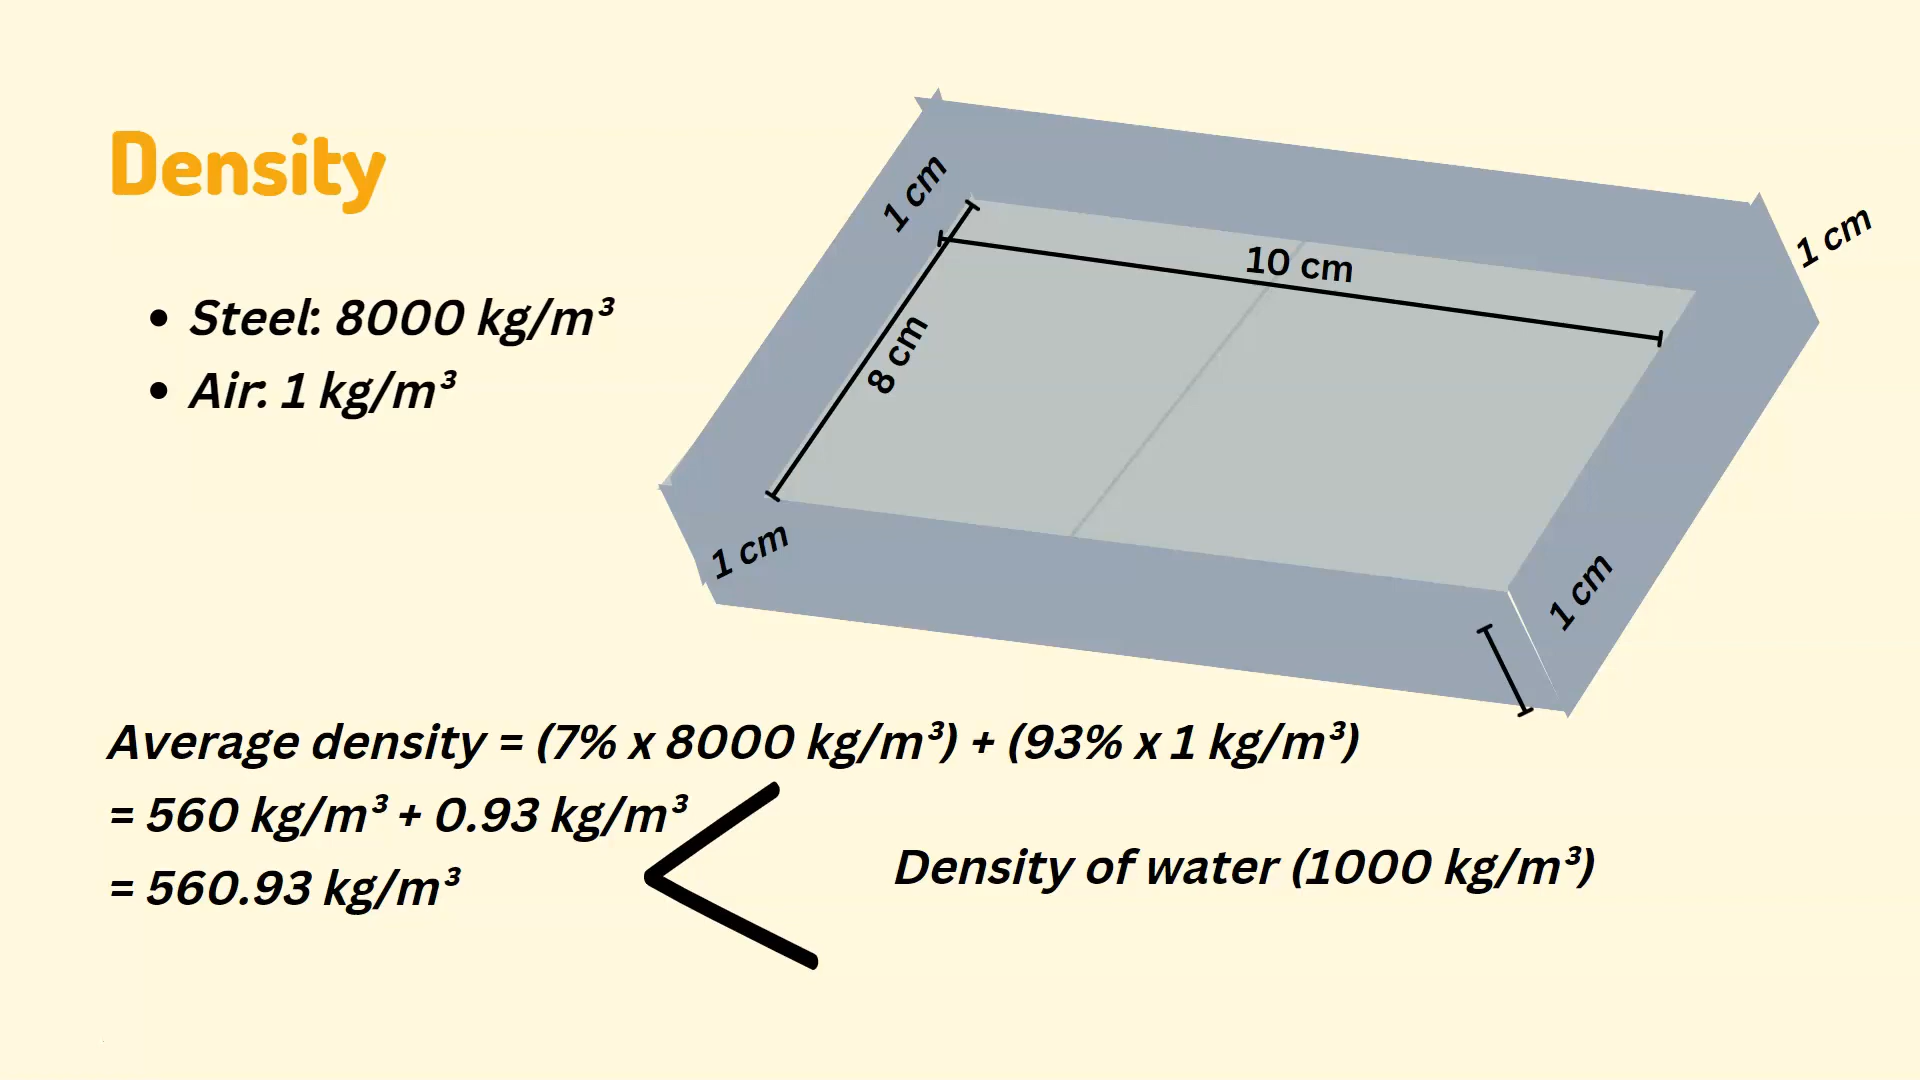 Density
• Steel: 8000 kg/m³
• Air: 1 kg/m³
1 cm
1 cm
10 cm
8 cm
1 cm
1 cm
Average density = (7% x 8000 kg/m³) + (93% x 1 kg/m³)
= 560 kg/m³ + 0.93 kg/m³
= 560.93 kg/m³
<
Density of water (1000 kg/m³)